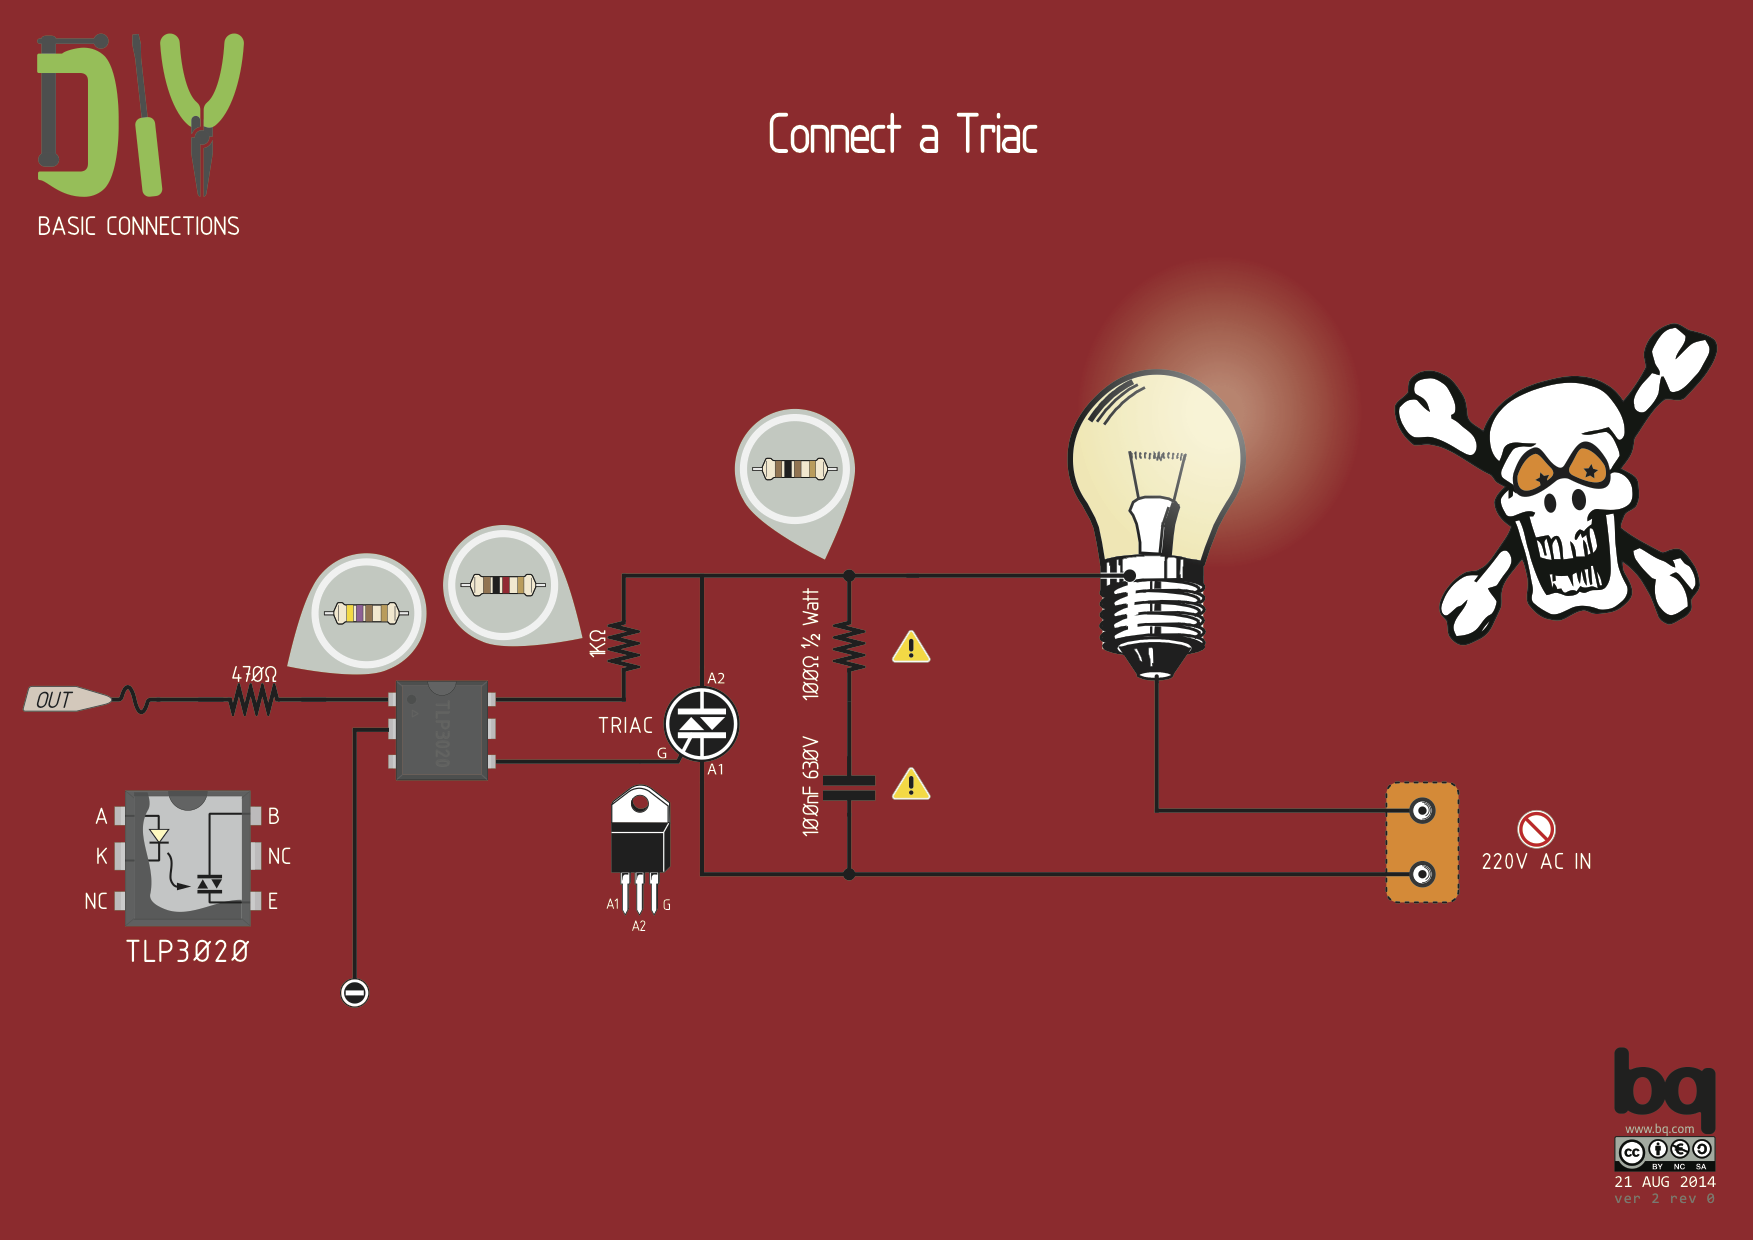 DIY
BASIC CONNECTIONS
Connect a Triac
OUT
470Ω
1KΩ
100Ω ½ Watt
100nF 630V
TLP3020
TRIAC
A2
G
A1
A1
A2
G
A
K
NC
B
NC
E
TLP3020
220V AC IN
bq
www.bq.com
cc
BY NC SA
21 AUG 2014
ver 2 rev 0